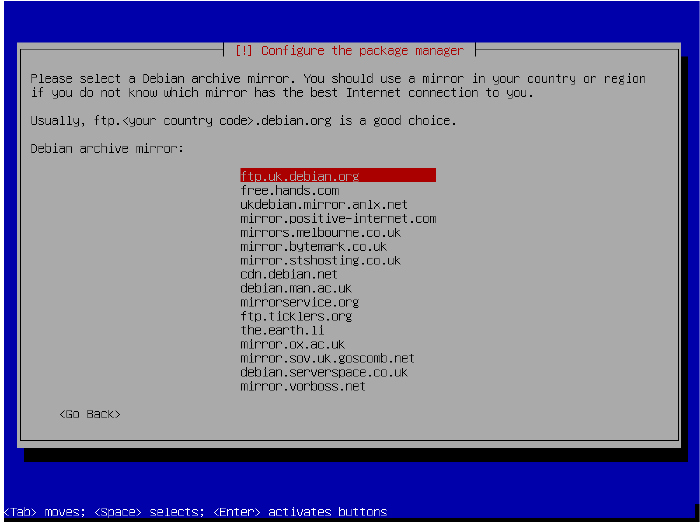 [!] Configure the package manager
Please select a Debian archive mirror. You should use a mirror in your country or region
if you do not know which mirror has the best Internet connection to you.
Usually, ftp.<your country code>.debian.org is a good choice.
Debian archive mirror:
ftp.uk.debian.org
free.hands.com
ukdebian.mirror.anlx.net
mirror.positive-internet.com
mirrors.melbourne.co.uk
mirror.bytemark.co.uk
mirror.stshosting.co.uk
cdn.debian.net
debian.man.ac.uk
mirrorservice.org
ftp.ticklers.org
the.earth.li
mirror.ox.ac.uk
mirror.sov.uk.goscomb.net
debian.serverspace.co.uk
mirror.vorboss.net
<Go Back>
<Tab> moves; <Space> selects; <Enter> activates buttons